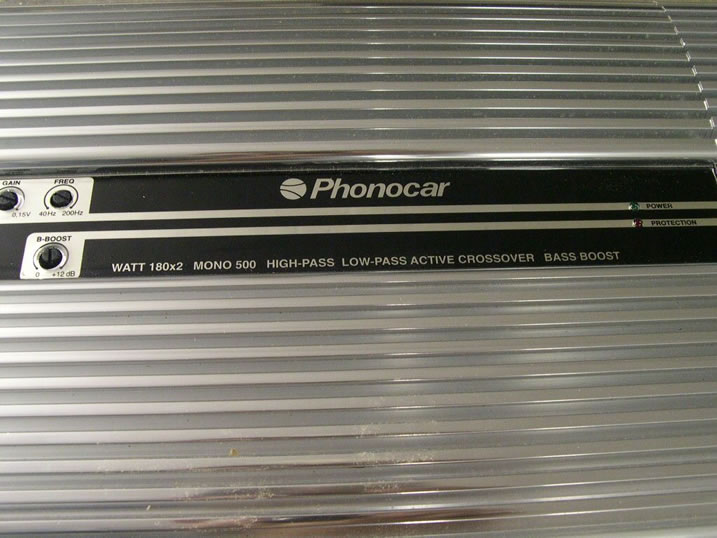 GAIN FREQ
Phonocar
0,15V 40Hz 200Hz
POWER
PROTECTION
B-BOOST
WATT 180x2 MONO 500 HIGH-PASS LOW-PASS ACTIVE CROSSOVER BASS BOOST
0 +12 dB